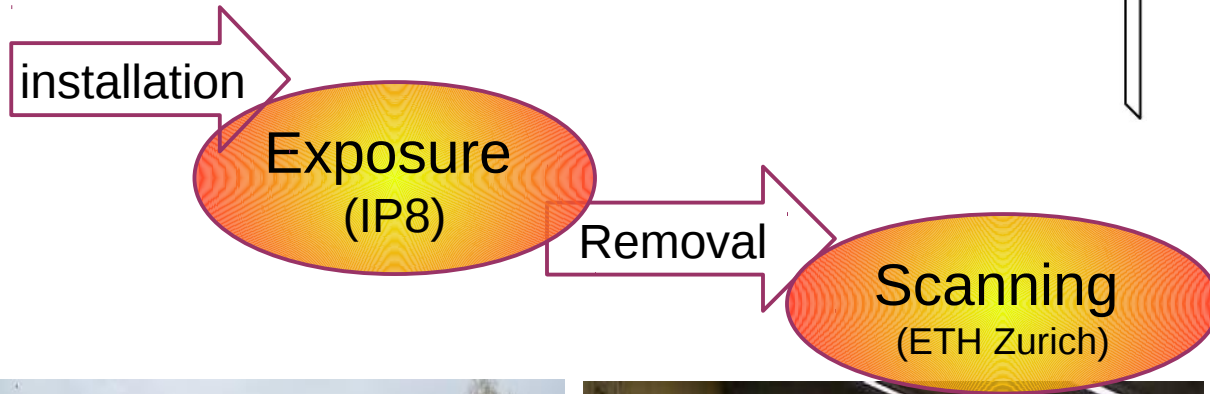 installation
Exposure
(IP8)
Removal
Scanning
(ETH Zurich)